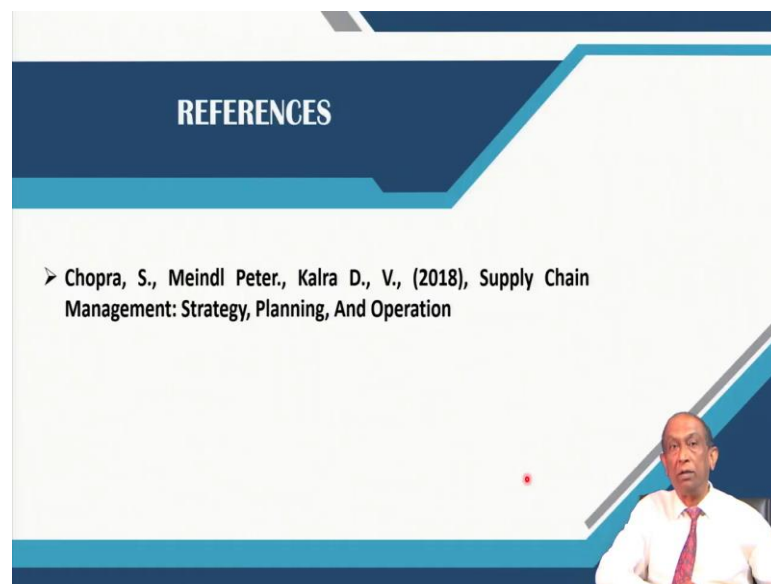 REFERENCES
➢ Chopra, S., Meindl Peter., Kalra D., V., (2018), Supply Chain
Management: Strategy, Planning, And Operation